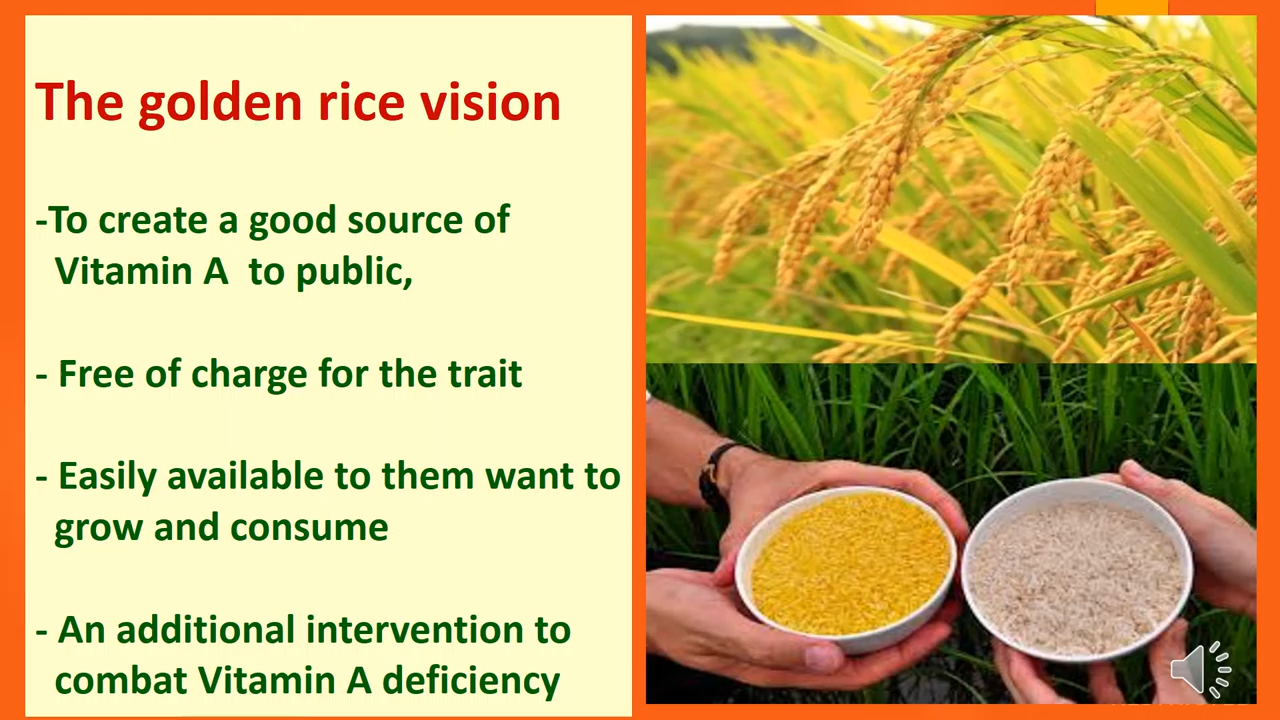 The golden rice vision
-To create a good source of
Vitamin A  to public,
- Free of charge for the trait
- Easily available to them want to
grow and consume
- An additional intervention to
combat Vitamin A deficiency